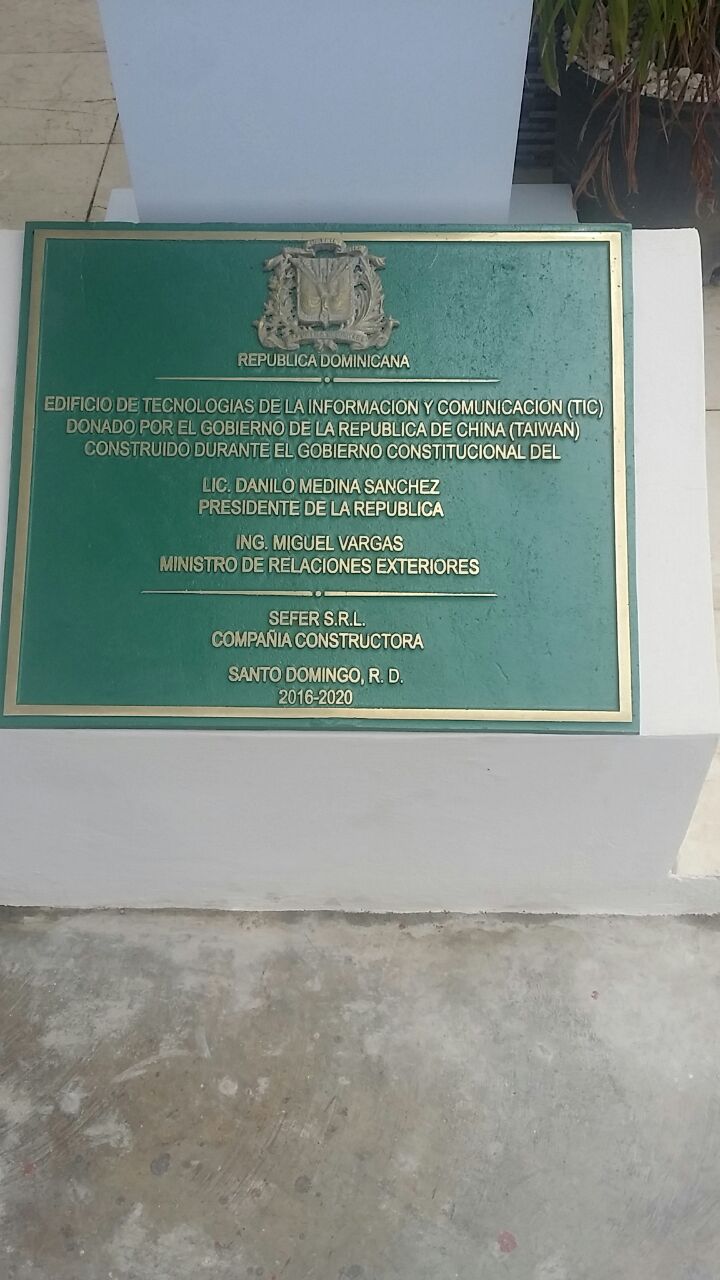 REPUBLICA DOMINICANA
EDIFICIO DE TECNOLOGIAS DE LA INFORMACION Y COMUNICACION (TIC)
DONADO POR EL GOBIERNO DE LA REPUBLICA DE CHINA (TAIWAN)
CONSTRUIDO DURANTE EL GOBIERNO CONSTITUCIONAL DEL
LIC. DANILO MEDINA SANCHEZ
PRESIDENTE DE LA REPUBLICA
ING. MIGUEL VARGAS
MINISTRO DE RELACIONES EXTERIORES
SEFER S.R.L.
COMPAÑIA CONSTRUCTORA
SANTO DOMINGO, R. D.
2016-2020